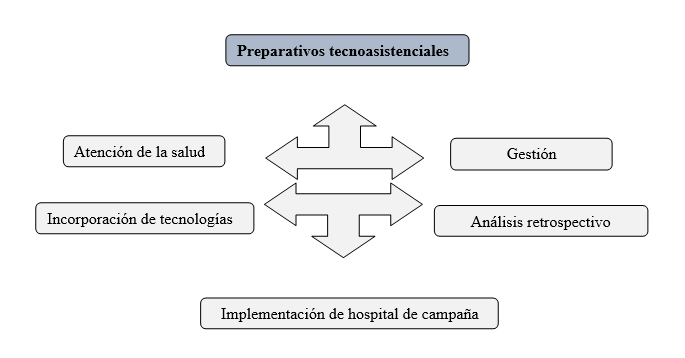 Preparativos tecnoasistenciales
Atención de la salud
Gestión
Incorporación de tecnologías
Análisis retrospectivo
Implementación de hospital de campaña